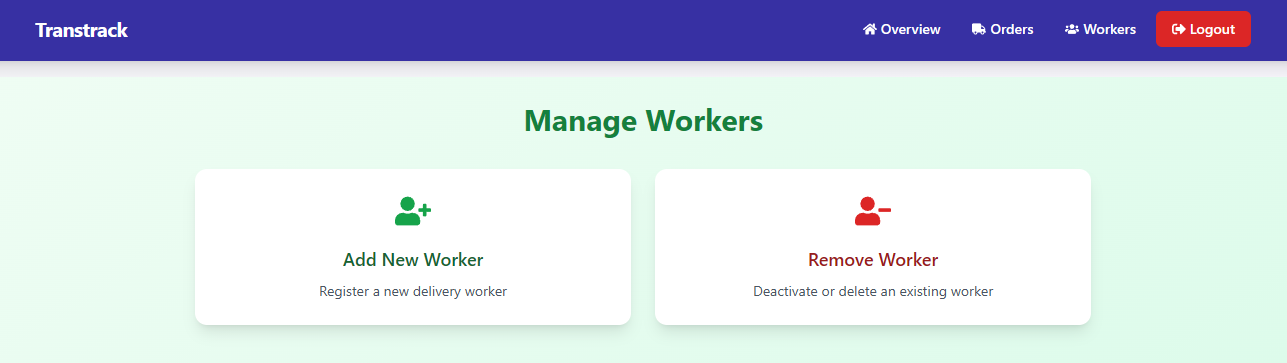 Transtrack
Overview
Orders
Workers
Logout
Manage Workers
Add New Worker
Register a new delivery worker
Remove Worker
Deactivate or delete an existing worker